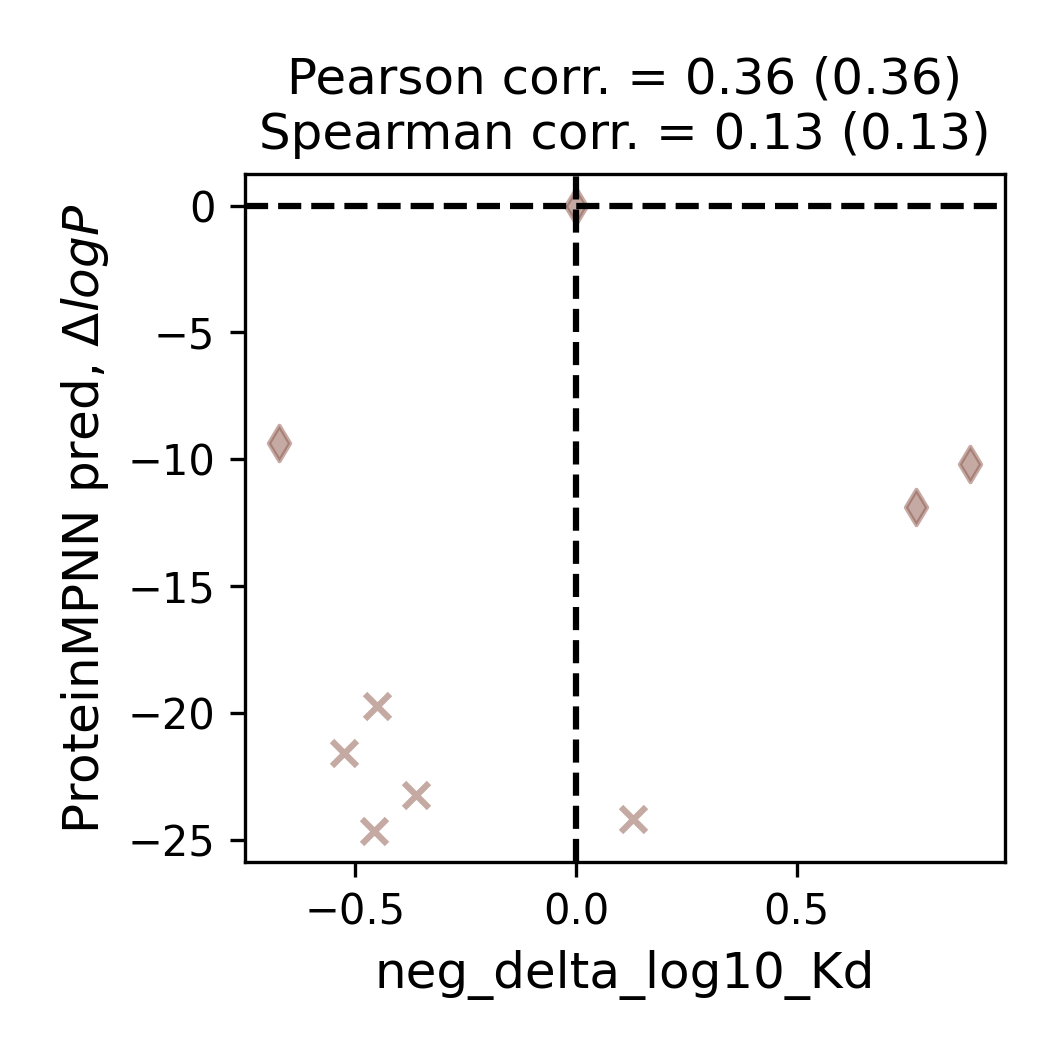 Pearson corr. = 0.36 (0.36)
Spearman corr. = 0.13 (0.13)
ProteinMPNN pred, ΔlogP
0
−5
−10
−15
−20
−25
−0.5
0.0
0.5
neg_delta_log10_Kd